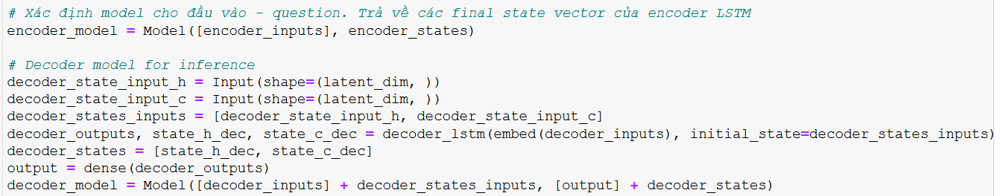 # Xác định model cho đầu vào - question. Trả về các final state vectơ của encoder LSTM
encoder_model = Model([encoder_inputs], encoder_states)
# Decoder model for inference
decoder_state_input_h = Input(shape=(latent_dim, ))
decoder_state_input_c = Input(shape=(latent_dim, ))
decoder_states_inputs = [decoder_state_input_h, decoder_state_input_c]
decoder_outputs, state_h_dec, state_c_dec = decoder_lstm(embed(decoder_inputs), initial_state=decoder_states_inputs)
decoder_states = [state_h_dec, state_c_dec]
output = dense(decoder_outputs)
decoder_model = Model([decoder_inputs] + decoder_states_inputs, [output] + decoder_states)